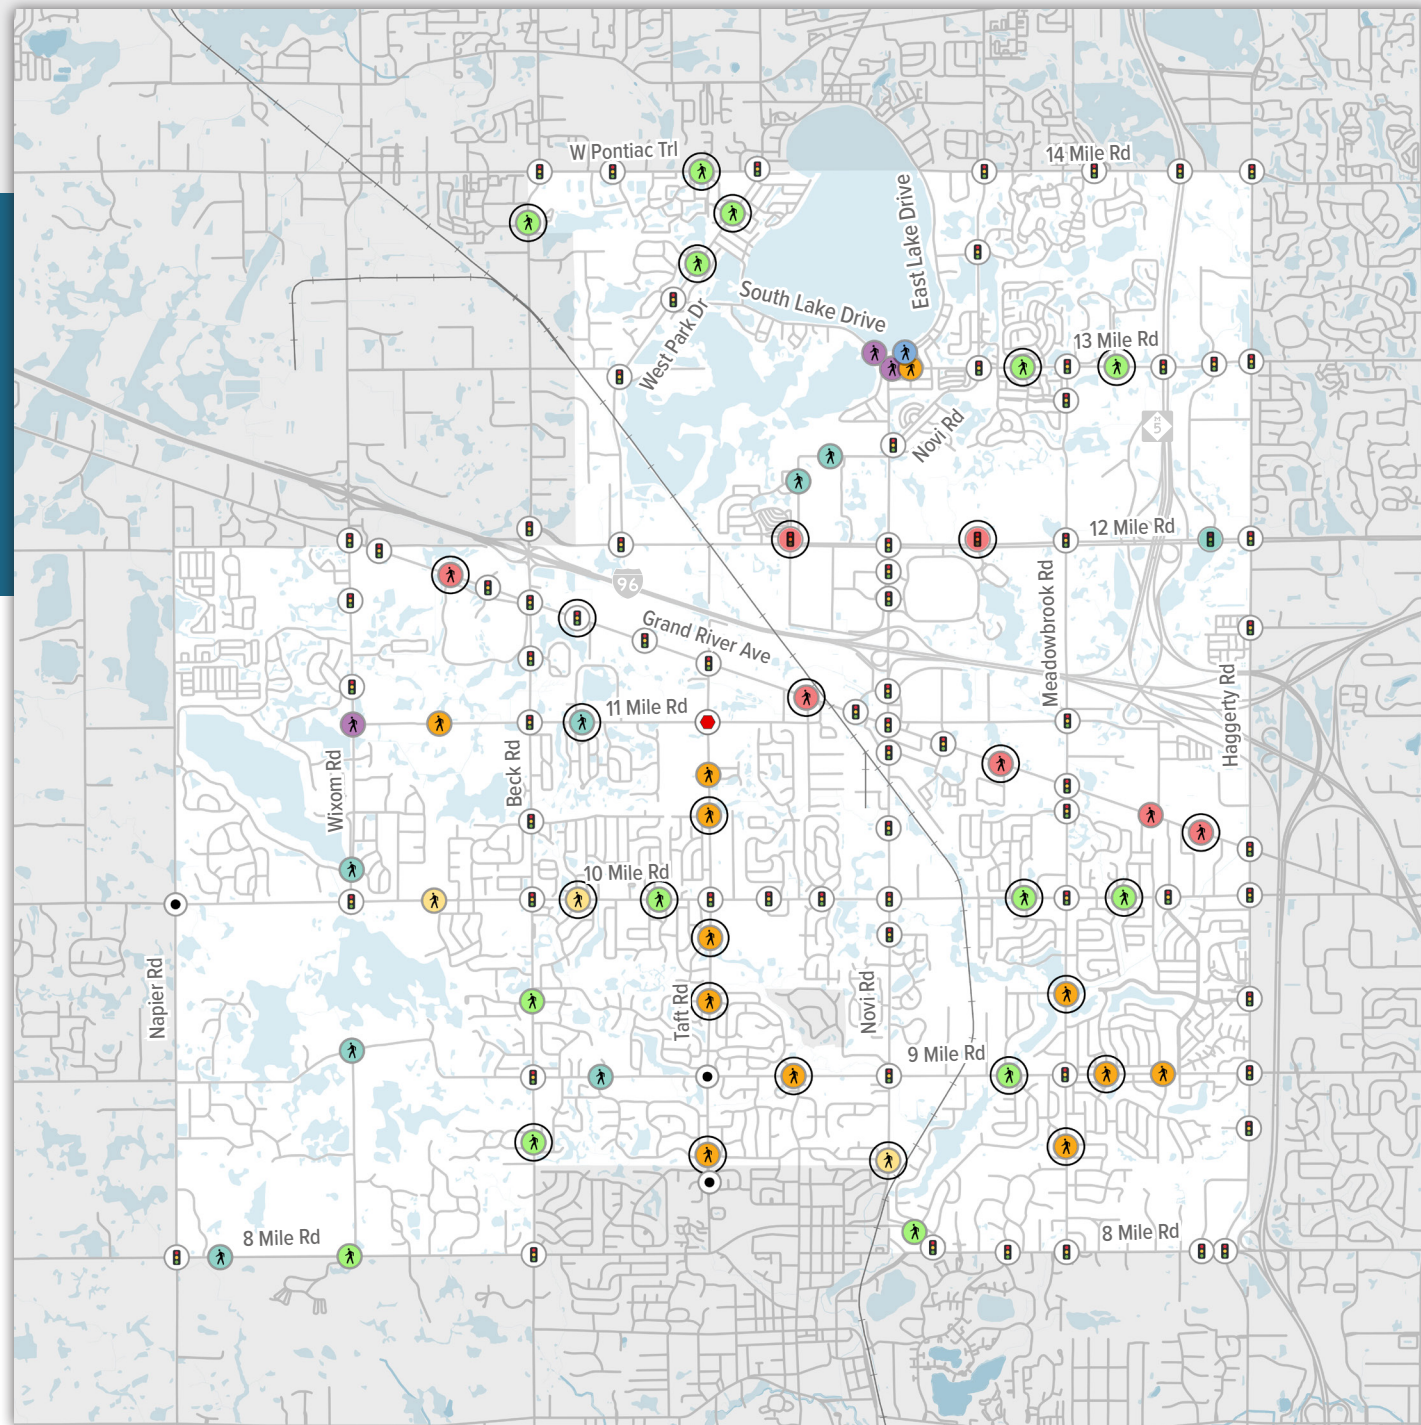 W Pontiac Trl
14 Mile Rd
East Lake Drive
South Lake Drive
West Park Dr
13 Mile Rd
M
5
Novi Rd
12 Mile Rd
96
Meadowbrook Rd
Grand River Ave
Haggerty Rd
11 Mile Rd
Beck Rd
Wixom Rd
10 Mile Rd
Napier Rd
Taft Rd
Novi Rd
9 Mile Rd
8 Mile Rd
8 Mile Rd